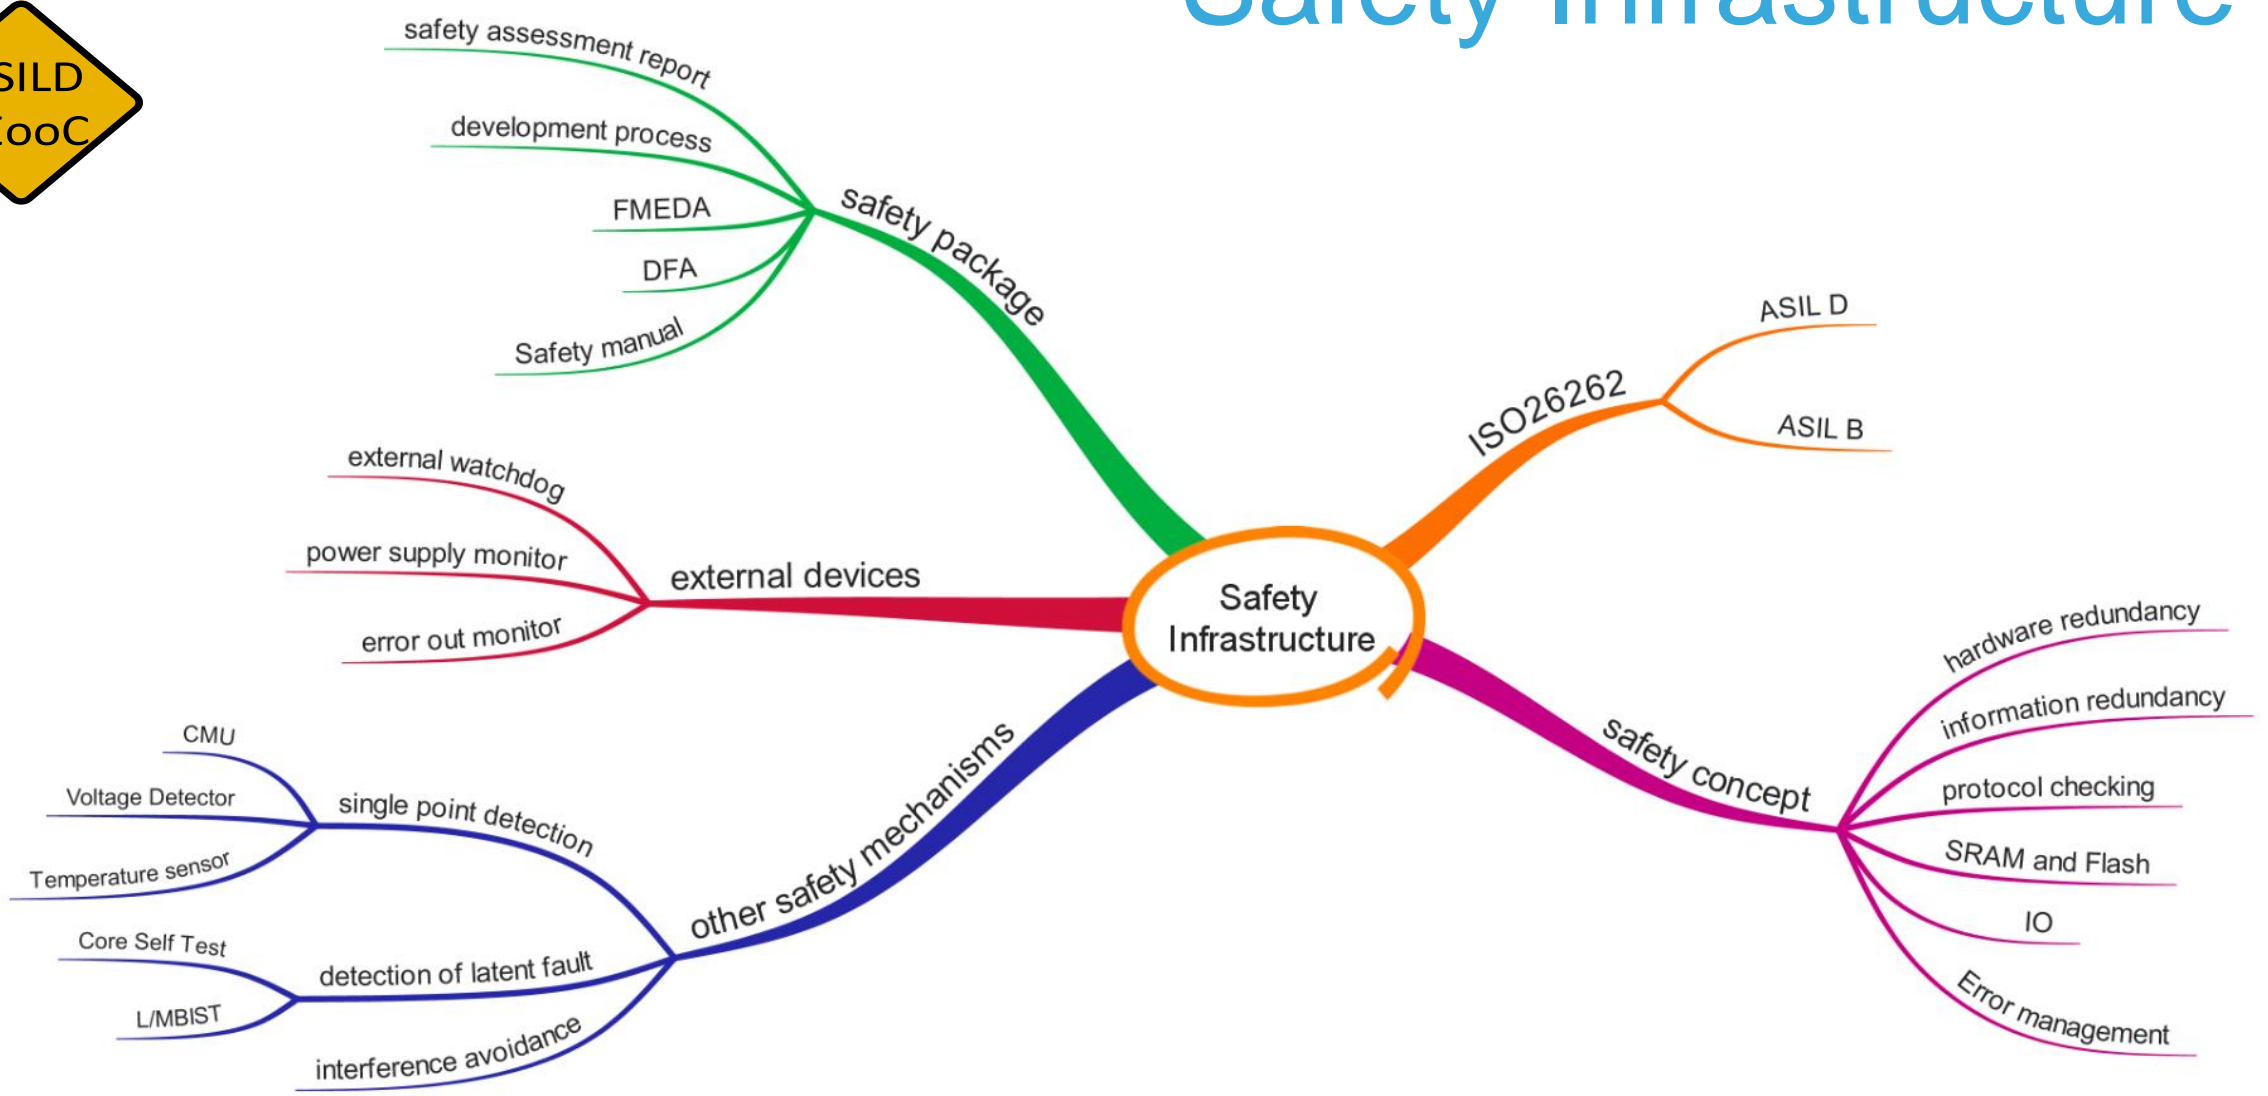 Safety Infrastructure
SILD
ooC
safety assessment report
development process
FMEDA
DFA
Safety manual
safety package
external watchdog
power supply monitor
error out monitor
external devices
CMU
Voltage Detector
Temperature sensor
single point detection
Core Self Test
L/MBIST
detection of latent fault
interference avoidance
other safety mechanisms
Safety
Infrastructure
ISO26262
ASIL D
ASIL B
safety concept
hardware redundancy
information redundancy
protocol checking
SRAM and Flash
IO
Error management